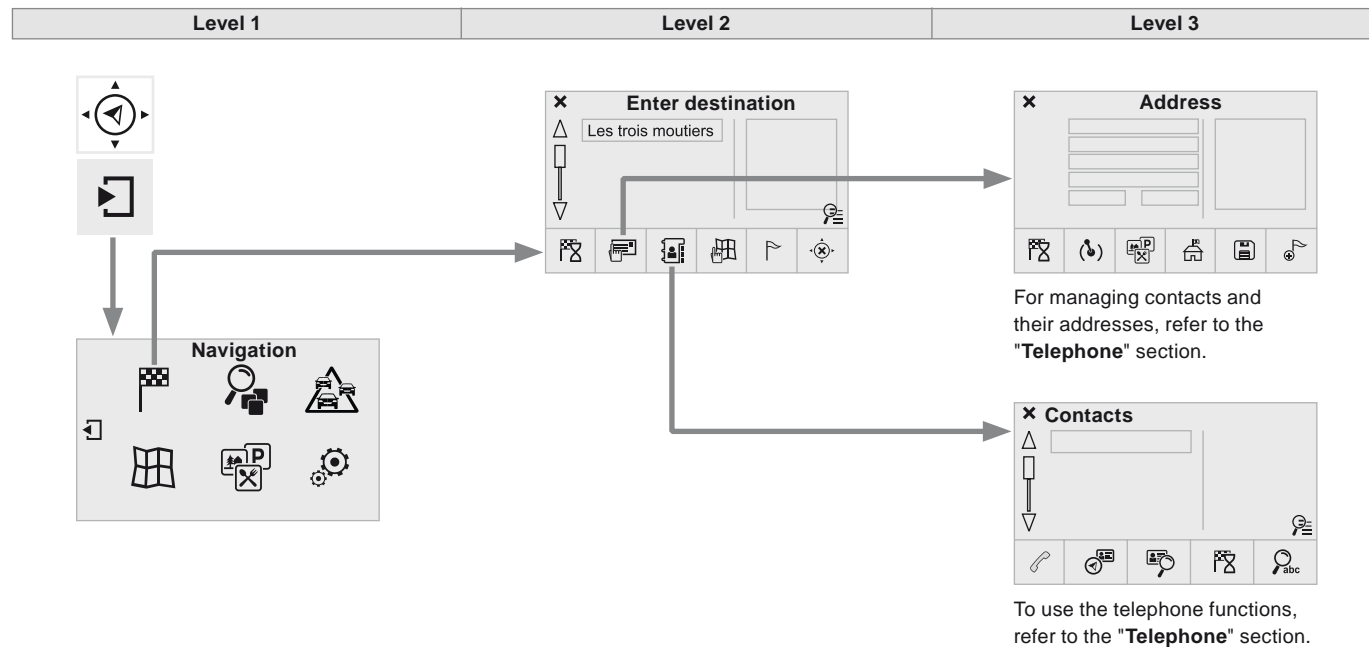 Level 1
Level 2
Level 3
Enter destination
Les trois moutiers
Address
P
For managing contacts and
their addresses, refer to the
"Telephone" section.
Navigation
P
Contacts
abc
To use the telephone functions,
refer to the "Telephone" section.